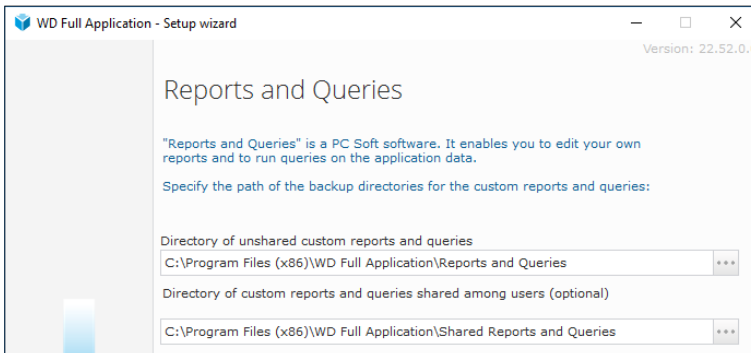 WD Full Application - Setup wizard
Version: 22.52.0.
Reports and Queries
"Reports and Queries" is a PC Soft software. It enables you to edit your own
reports and to run queries on the application data.
Specify the path of the backup directories for the custom reports and queries:
Directory of unshared custom reports and queries
C:\Program Files (x86)\WD Full Application\Reports and Queries
Directory of custom reports and queries shared among users (optional)
C:\Program Files (x86)\WD Full Application\Shared Reports and Queries